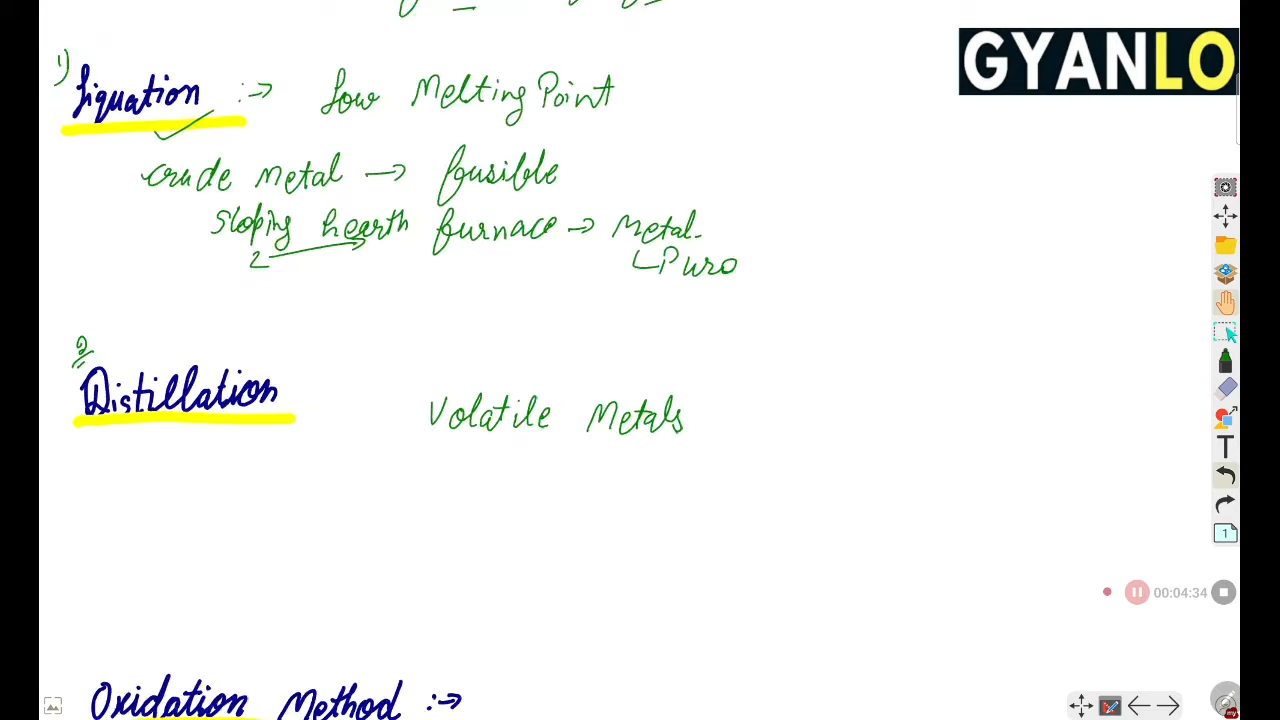 GYANLO
1) Liquation :→ Low Melting Point
Crude Metal → fusible
Sloping hearth furnace → Metal.
Pure
2
Distillation
Volatile Metals
00:04:34
Oxidation Method :→